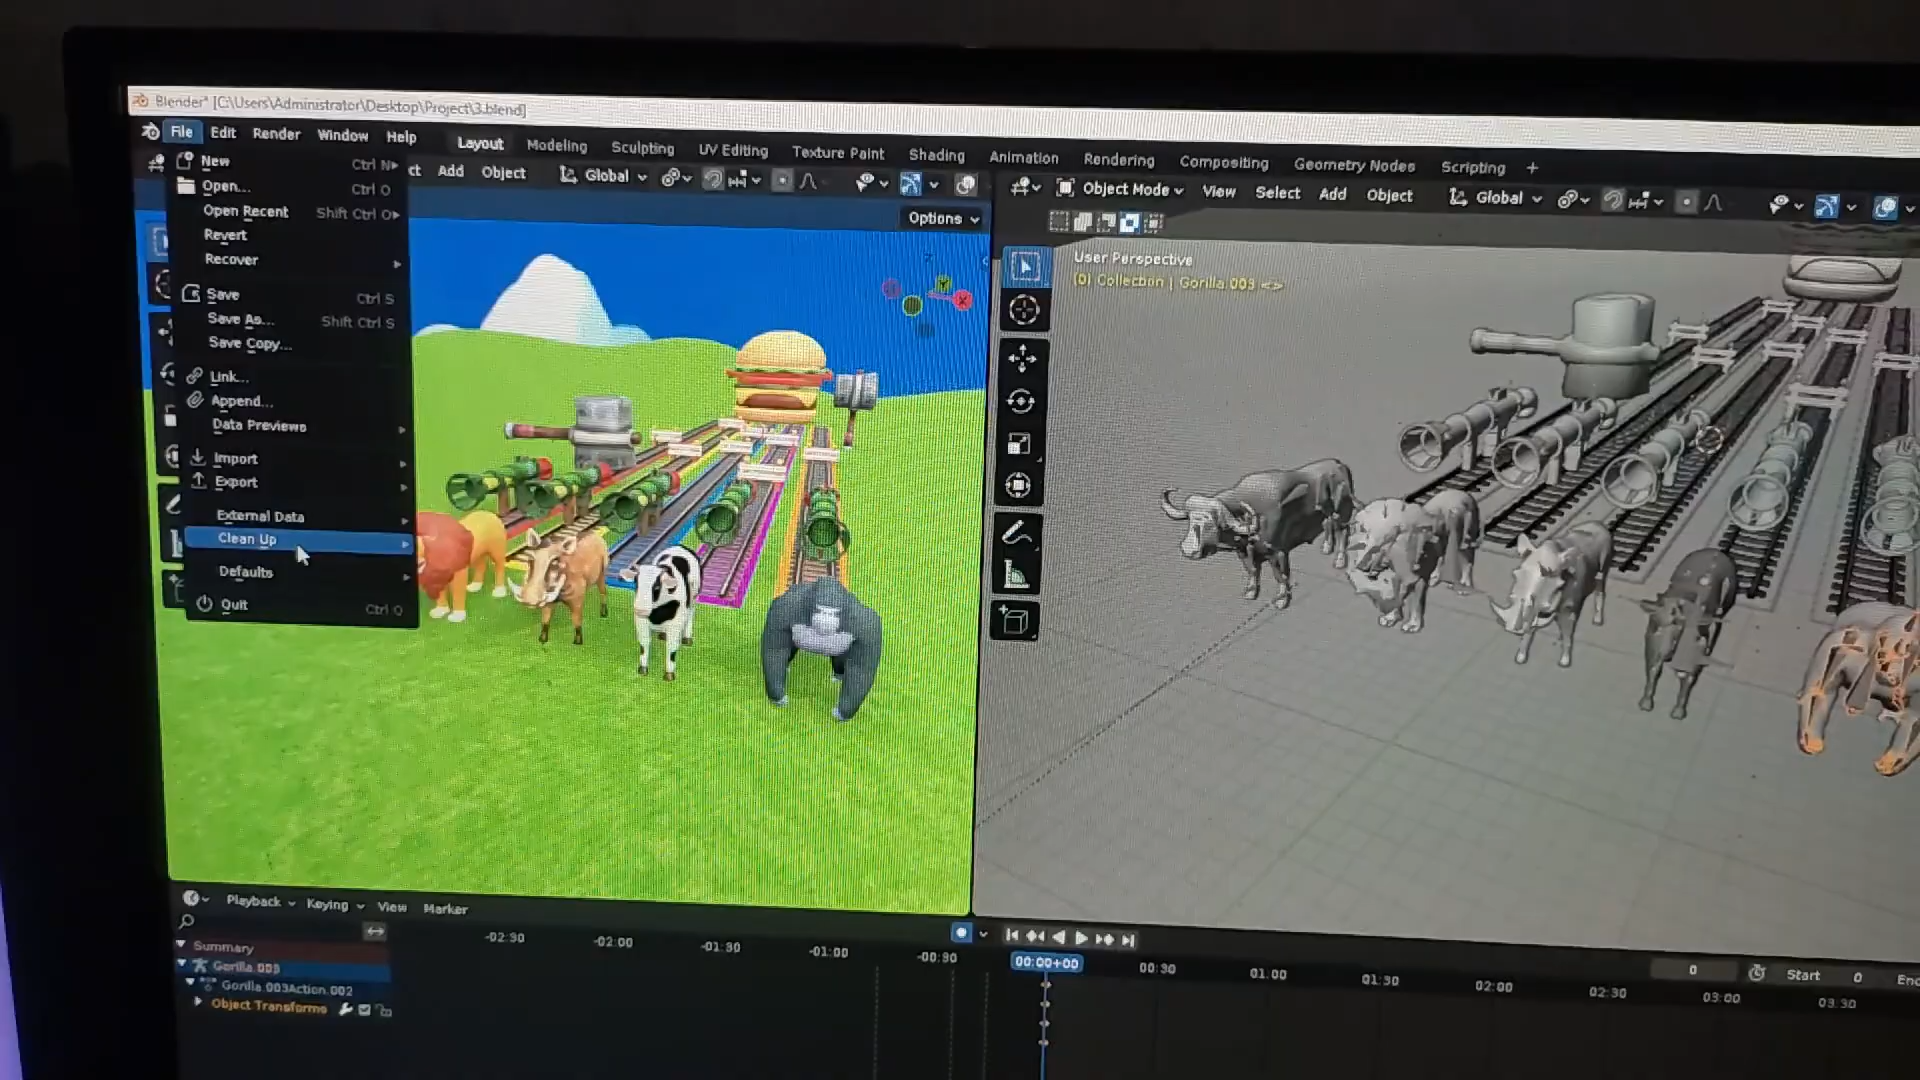 Blender* [C:\Users\Administrator\Desktop\Project\3.blend]
File Edit Render Window Help Layout Modeling Sculpting UV Editing Texture Paint Shading Animation Rendering Compositing Geometry Nodes Scripting +
ct Add Object Global
Options
Object Mode View Select Add Object Global
New Ctrl N
Open... Ctrl O
Open Recent Shift Ctrl O
Revert
Recover
Save Ctrl S
Save As... Shift Ctrl S
Save Copy...
Link...
Append...
Data Previews
Import
Export
External Data
Clean Up
Defaults
Quit Ctrl Q
X
User Perspective
(0) Collection | Gorilla.003 <>
Playback Keying View Marker
0 Start 0 End
-02:30 -02:00 -01:30 -01:00 -00:30 00:00+00 00:30 01:00 01:30 02:00 02:30 03:00 03:30
Summary
Gorilla.003
Gorilla.003Action.002
Object Transforms